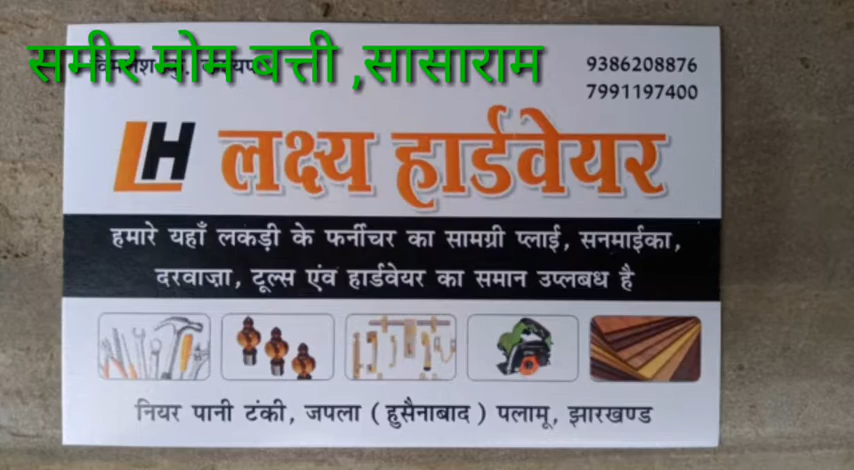 समीर मोम बत्ती ,सासाराम
9386208876
7991197400
LH लक्ष्य हार्डवेयर
हमारे यहाँ लकड़ी के फर्नीचर का सामग्री प्लाई, सनमाईका,
दरवाज़ा, टूल्स एंव हार्डवेयर का समान उप्लबध है
नियर पानी टंकी, जपला ( हुसैनाबाद ) पलामू, झारखण्ड